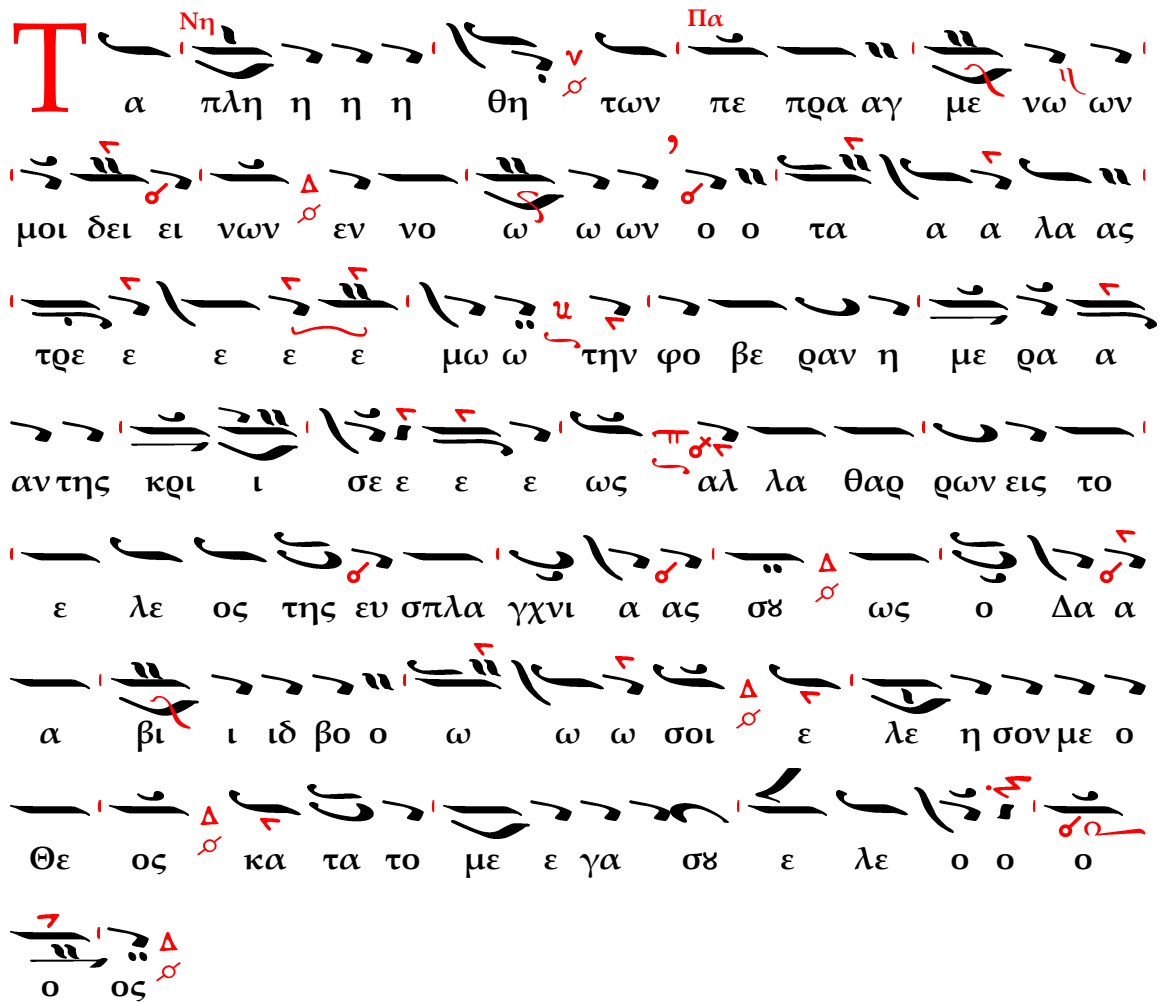 Νη Πα
Τα πλη η η η θη των πε πρα αγ με νω ων
μοι δει ει νων εν νο ω ω ων ο ο τα α α λα ας
τρε ε ε ε ε μω ω την φο βε ραν η με ρα α
αν της κρι ι σε ε ε ε ως αλ λα θαρ ρων εις το
ε λε ος της ευ σπλα γχνι α ας σȣ ως ο Δα α
α βι ι ιδ βο ο ω ω ω σοι ε λε η σον με ο
Θε ος κα τα το με ε γα σȣ ε λε ο ο ο
ο ος